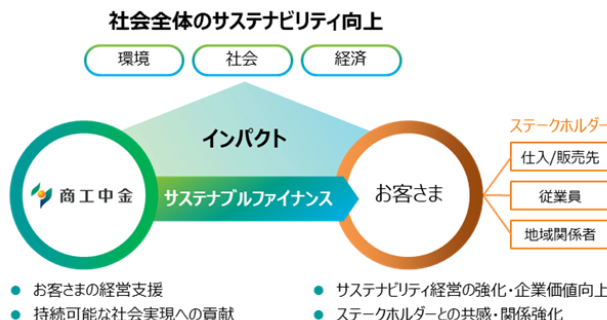 社会全体のサステナビリティ向上
環境
社会
経済
インパクト
商工中金
サステナブルファイナンス
お客さま
ステークホルダー
仕入/販売先
従業員
地域関係者
● お客さまの経営支援
● 持続可能な社会実現への貢献
● サステナビリティ経営の強化・企業価値向上
● ステークホルダーとの共感・関係強化